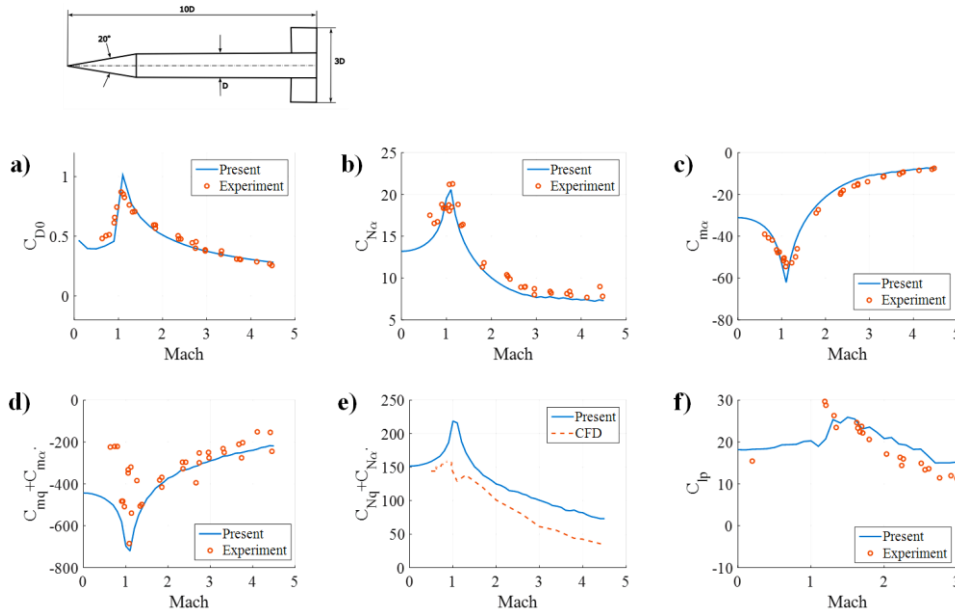 10D
20°
3D
D
a)
C_D0
1
0.5
0
0 1 2 3 4 5
Mach
Present
Experiment
b)
C_Nα
25
20
15
10
5
0 1 2 3 4 5
Mach
Present
Experiment
c)
C_mα
0
-20
-40
-60
-80
0 1 2 3 4 5
Mach
Present
Experiment
d)
C_mq+C_mα·
0
-200
-400
-600
-800
0 1 2 3 4 5
Mach
Present
Experiment
e)
C_Nq+C_Nα·
250
200
150
100
50
0
0 1 2 3 4 5
Mach
Present
CFD
f)
C_lp
30
20
10
0
-10
0 1 2 3
Mach
Present
Experiment